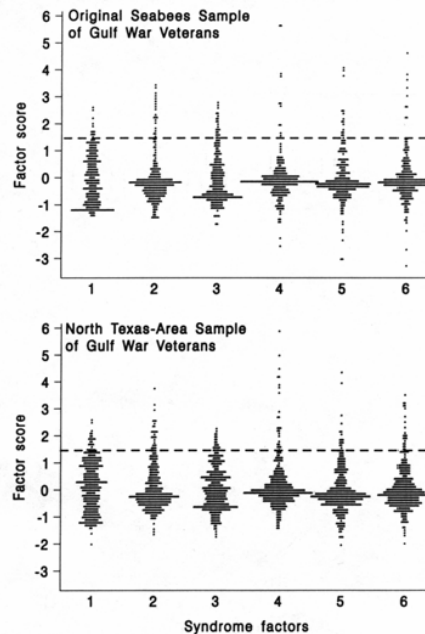 Original Seabees Sample
of Gulf War Veterans
Factor score
6
5
4
3
2
1
0
-1
-2
-3
1 2 3 4 5 6
North Texas-Area Sample
of Gulf War Veterans
Factor score
6
5
4
3
2
1
0
-1
-2
-3
1 2 3 4 5 6
Syndrome factors